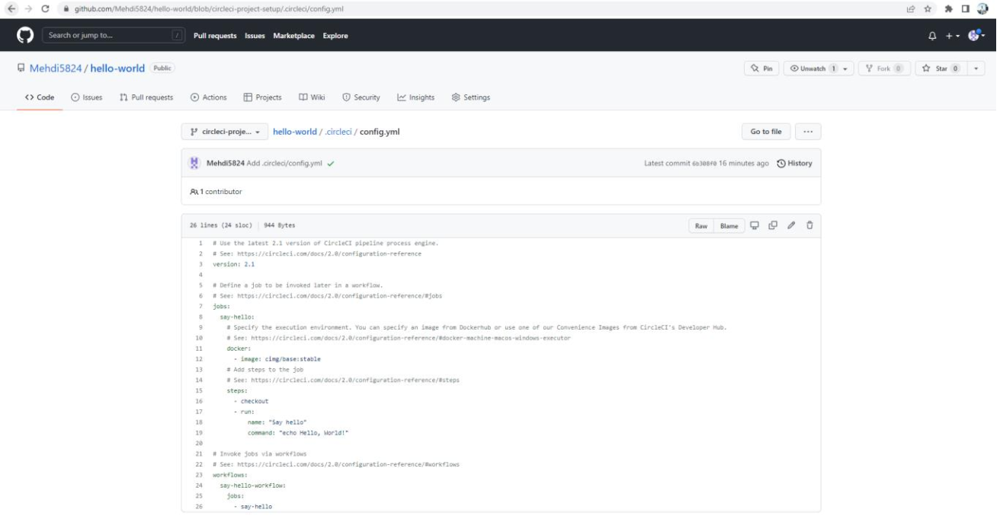 github.com/Mehdi5824/hello-world/blob/circleci-project-setup/.circleci/config.yml
Search or jump to... / Pull requests Issues Marketplace Explore
Mehdi5824 / hello-world Public Pin Unwatch 1 Fork 0 Star 0
Code Issues Pull requests Actions Projects Wiki Security Insights Settings
circleci-proje... hello-world / .circleci / config.yml Go to file ...
Mehdi5824 Add .circleci/config.yml Latest commit 6b308f0 16 minutes ago History
1 contributor
26 lines (24 sloc) 944 Bytes Raw Blame
1 # Use the latest 2.1 version of CircleCI pipeline process engine.
2 # See: https://circleci.com/docs/2.0/configuration-reference
3 version: 2.1
4
5 # Define a job to be invoked later in a workflow.
6 # See: https://circleci.com/docs/2.0/configuration-reference/#jobs
7 jobs:
8 say-hello:
9 # Specify the execution environment. You can specify an image from Dockerhub or use one of our Convenience Images from CircleCI's Developer Hub.
10 # See: https://circleci.com/docs/2.0/configuration-reference/#docker-machine-macos-windows-executor
11 docker:
12 - image: cimg/base:stable
13 # Add steps to the job
14 # See: https://circleci.com/docs/2.0/configuration-reference/#steps
15 steps:
16 - checkout
17 - run:
18 name: "Say hello"
19 command: "echo Hello, World!"
20
21 # Invoke jobs via workflows
22 # See: https://circleci.com/docs/2.0/configuration-reference/#workflows
23 workflows:
24 say-hello-workflow:
25 jobs:
26 - say-hello